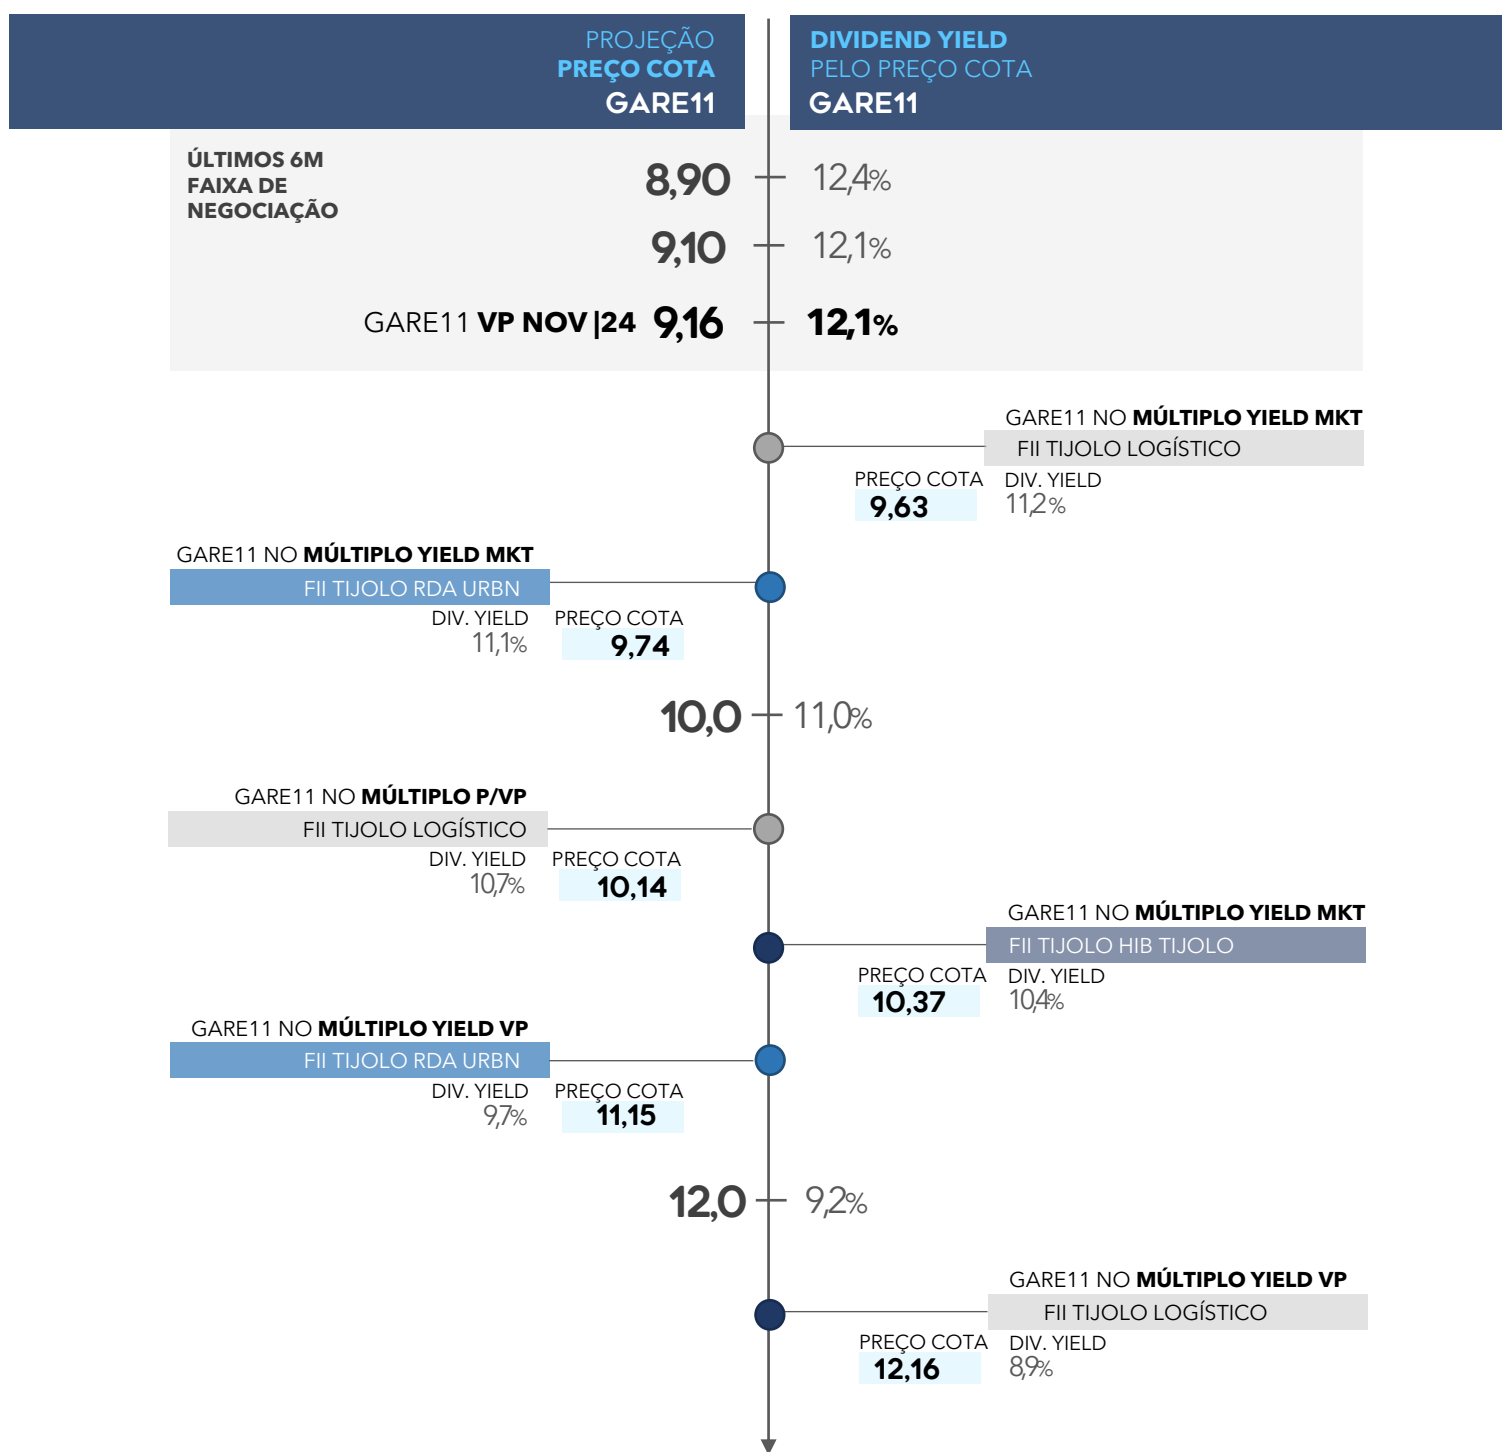 PROJEÇÃO
PREÇO COTA
GARE11
DIVIDEND YIELD
PELO PREÇO COTA
GARE11
ÚLTIMOS 6M
FAIXA DE
NEGOCIAÇÃO
8,90 12,4%
9,10 12,1%
GARE11 VP NOV |24 9,16 12,1%
GARE11 NO MÚLTIPLO YIELD MKT
FII TIJOLO LOGÍSTICO
PREÇO COTA DIV. YIELD
9,63 11,2%
GARE11 NO MÚLTIPLO YIELD MKT
FII TIJOLO RDA URBN
DIV. YIELD PREÇO COTA
11,1% 9,74
10,0 11,0%
GARE11 NO MÚLTIPLO P/VP
FII TIJOLO LOGÍSTICO
DIV. YIELD PREÇO COTA
10,7% 10,14
GARE11 NO MÚLTIPLO YIELD MKT
FII TIJOLO HIB TIJOLO
PREÇO COTA DIV. YIELD
10,37 10,4%
GARE11 NO MÚLTIPLO YIELD VP
FII TIJOLO RDA URBN
DIV. YIELD PREÇO COTA
9,7% 11,15
12,0 9,2%
GARE11 NO MÚLTIPLO YIELD VP
FII TIJOLO LOGÍSTICO
PREÇO COTA DIV. YIELD
12,16 8,9%